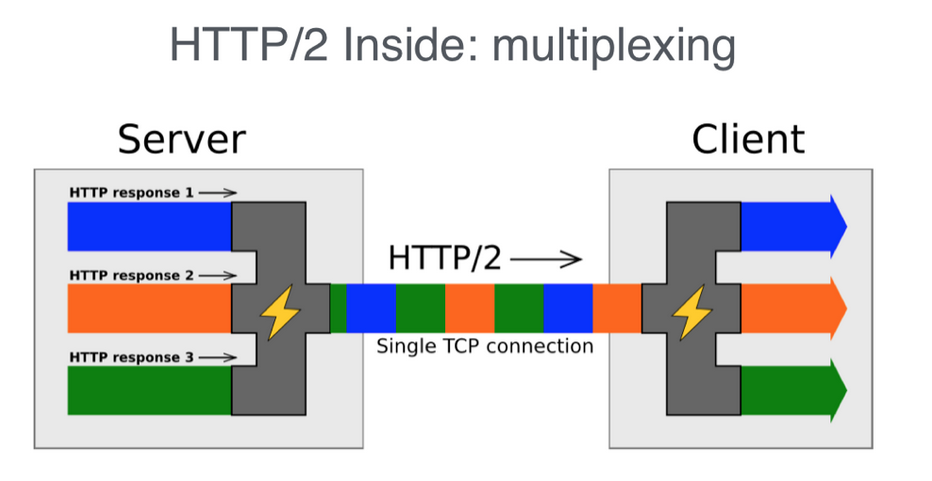 HTTP/2 Inside: multiplexing
Server
Client
HTTP response 1
HTTP response 2
HTTP response 3
HTTP/2
Single TCP connection